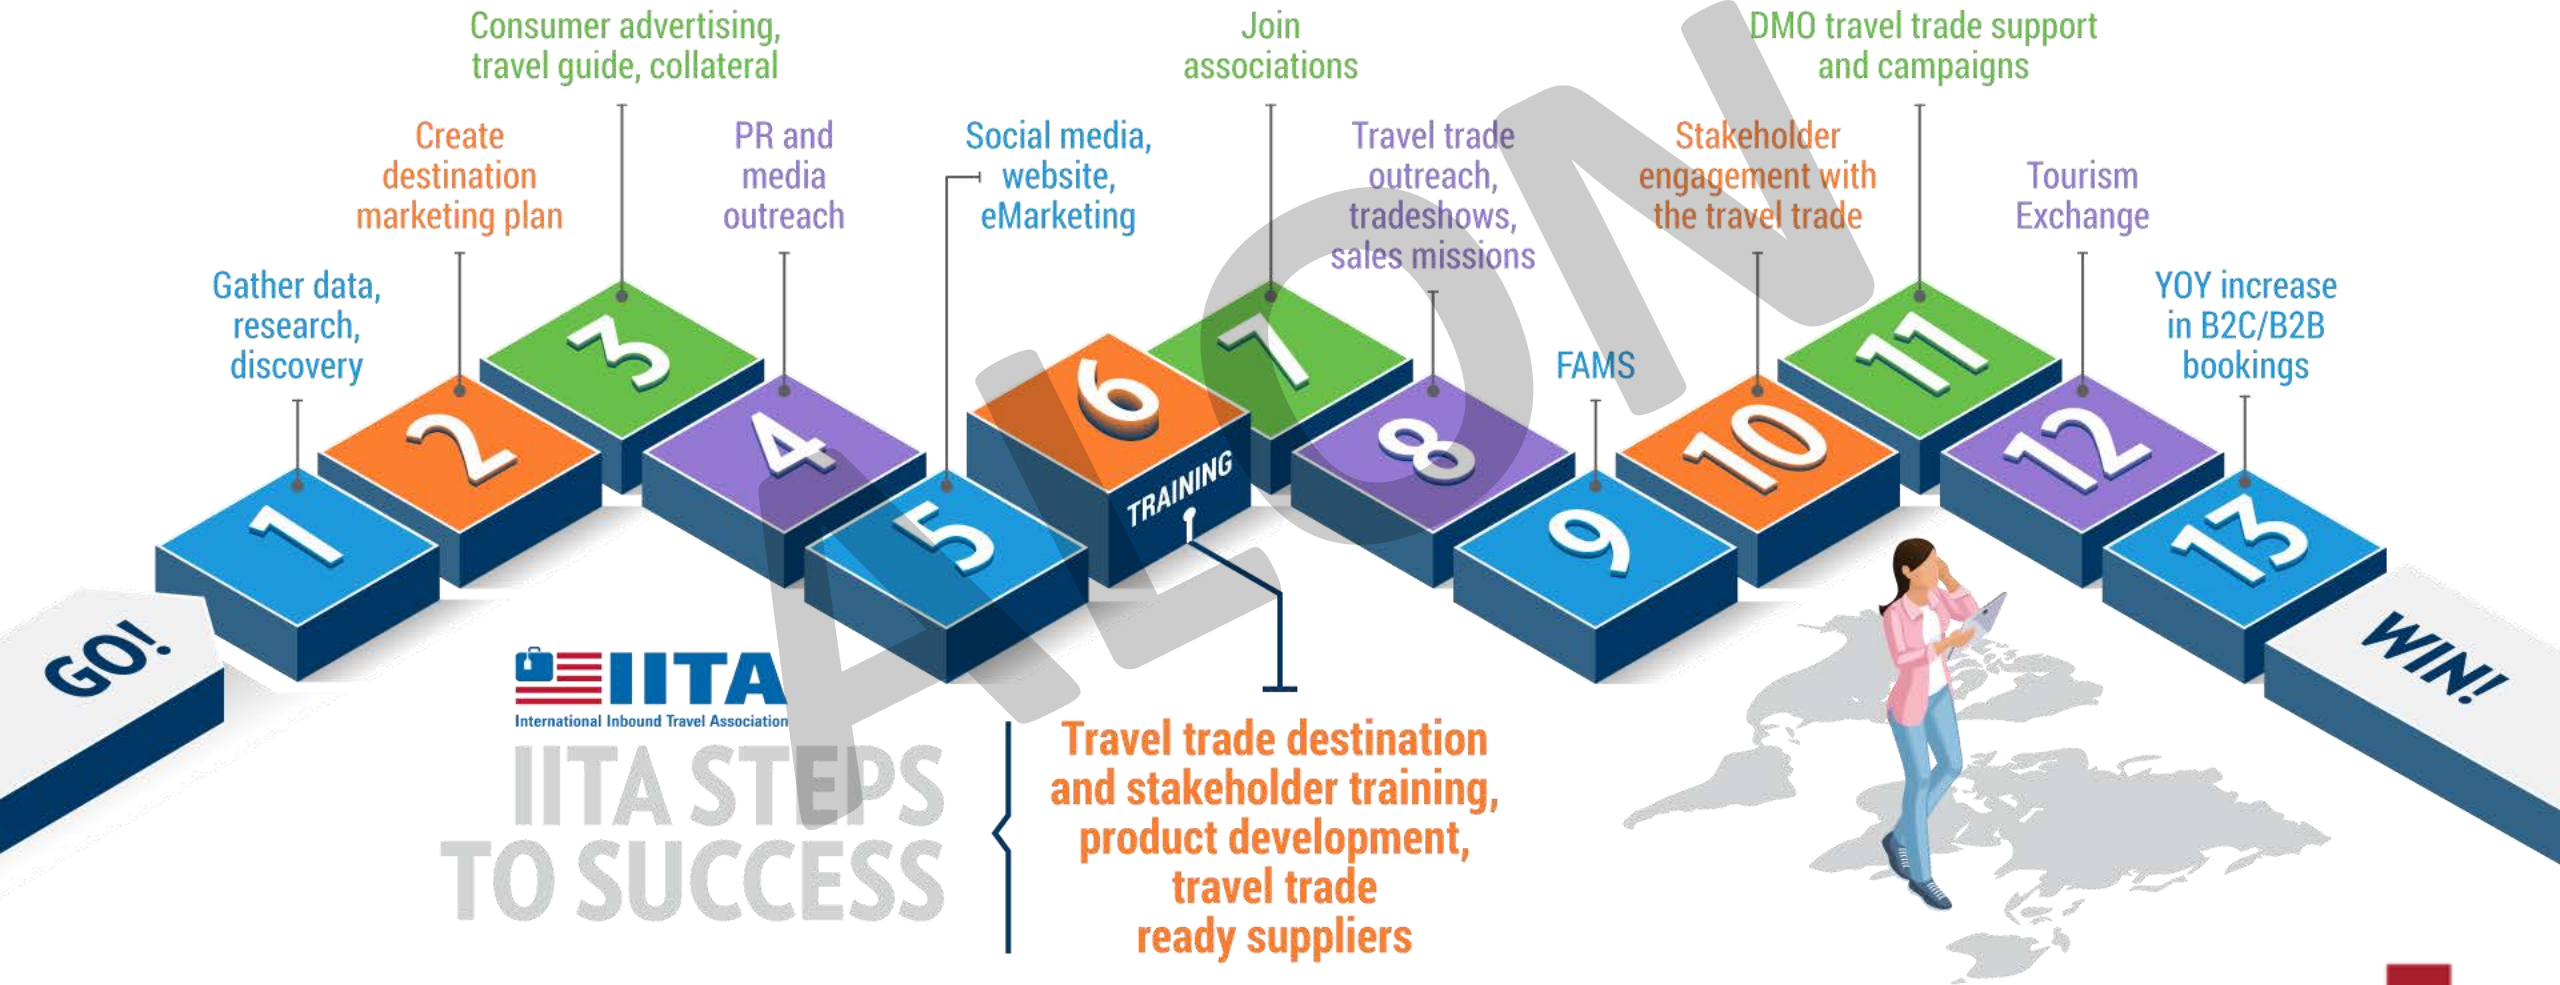 GO!
1
Gather data,
research,
discovery
2
Create
destination
marketing plan
3
Consumer advertising,
travel guide, collateral
4
PR and
media
outreach
5
Social media,
website,
eMarketing
6
TRAINING
Travel trade destination
and stakeholder training,
product development,
travel trade
ready suppliers
7
Join
associations
8
Travel trade
outreach,
tradeshows,
sales missions
9
FAMS
10
Stakeholder
engagement with
the travel trade
11
DMO travel trade support
and campaigns
12
Tourism
Exchange
13
YOY increase
in B2C/B2B
bookings
WIN!
IITA
International Inbound Travel Association
IITA STEPS
TO SUCCESS
ALON